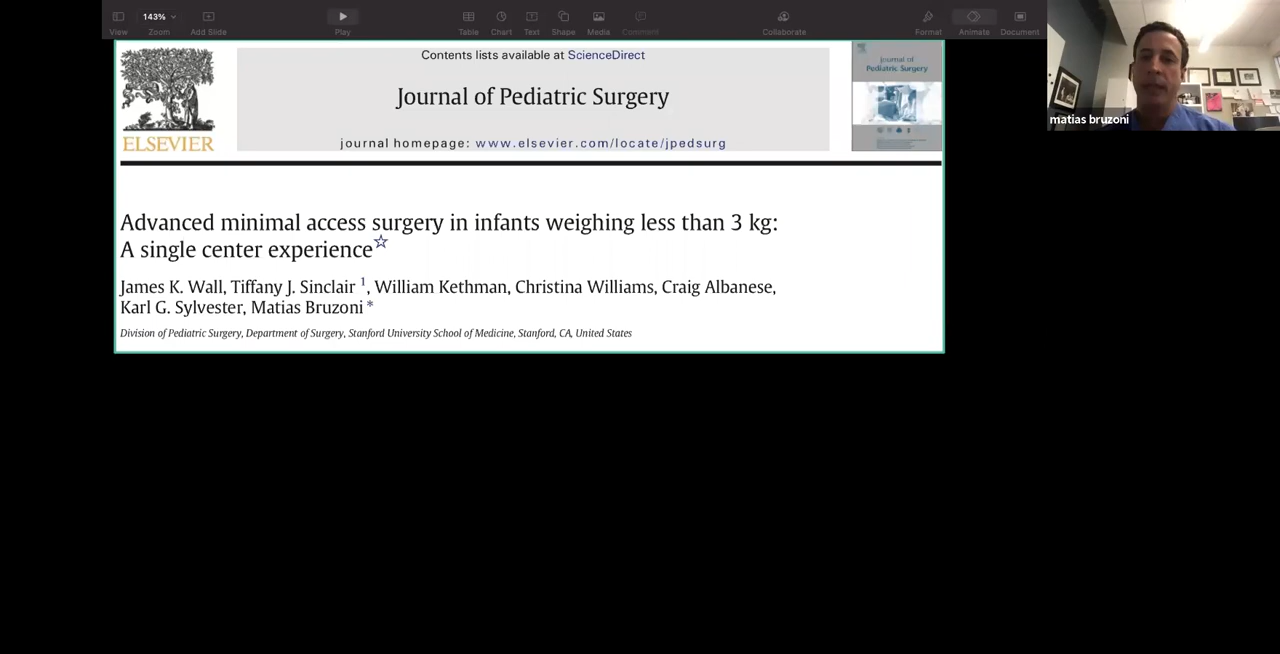 143%
View
Zoom
Add Slide
Play
Table
Chart
Text
Shape
Media
Comment
Collaborate
Format
Animate
Document
matias bruzoni
Contents lists available at ScienceDirect
Journal of Pediatric Surgery
journal homepage: www.elsevier.com/locate/jpedsurg
ELSEVIER
Journal of
Pediatric Surgery
Advanced minimal access surgery in infants weighing less than 3 kg:
A single center experience☆
James K. Wall, Tiffany J. Sinclair 1, William Kethman, Christina Williams, Craig Albanese,
Karl G. Sylvester, Matias Bruzoni *
Division of Pediatric Surgery, Department of Surgery, Stanford University School of Medicine, Stanford, CA, United States